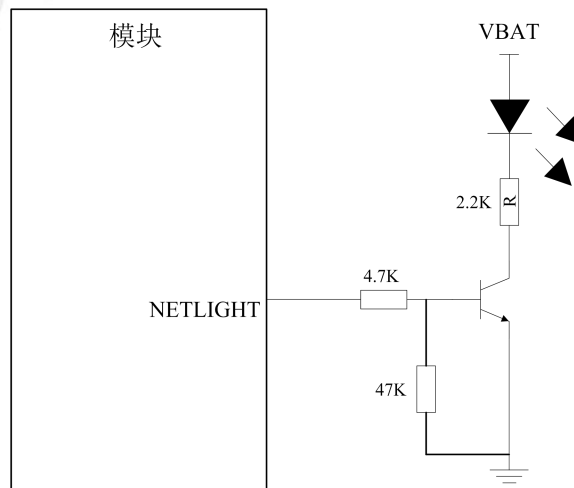 模块
VBAT
2.2K
R
4.7K
NETLIGHT
47K